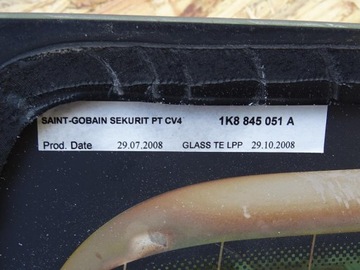 SAINT-GOBAIN SEKURIT PT CV4 1K8 845 051 A
Prod. Date 29.07.2008 GLASS TE LPP 29.10.2008